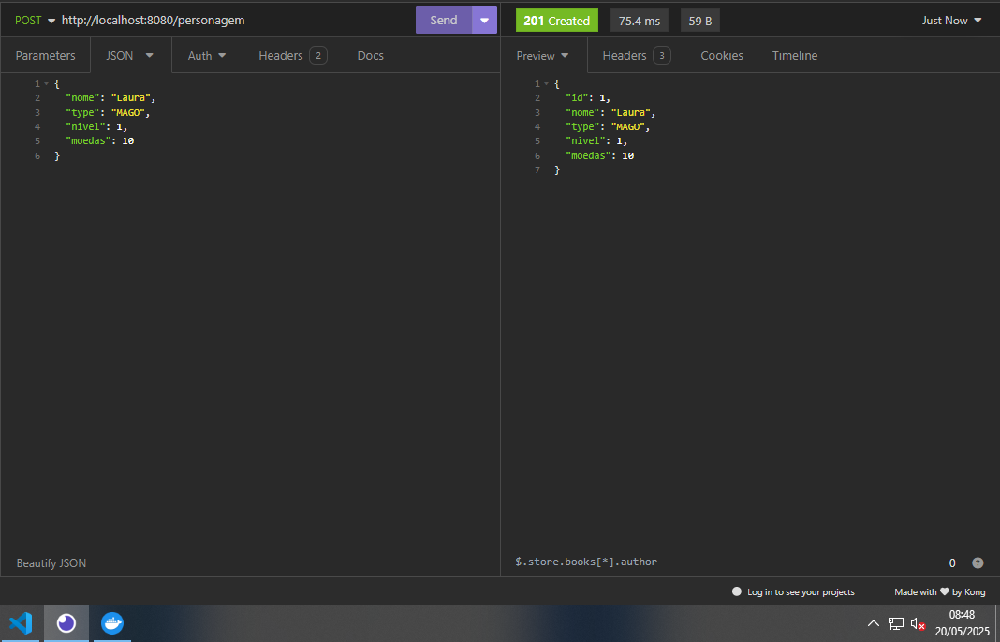 POST http://localhost:8080/personagem Send
201 Created 75.4 ms 59 B Just Now
Parameters JSON Auth Headers 2 Docs
Preview Headers 3 Cookies Timeline
1 {
2 "nome": "Laura",
3 "type": "MAGO",
4 "nivel": 1,
5 "moedas": 10
6 }
1 {
2 "id": 1,
3 "nome": "Laura",
4 "type": "MAGO",
5 "nivel": 1,
6 "moedas": 10
7 }
Beautify JSON
$.store.books[*].author 0 ?
Log in to see your projects Made with ♥ by Kong
08:48
20/05/2025